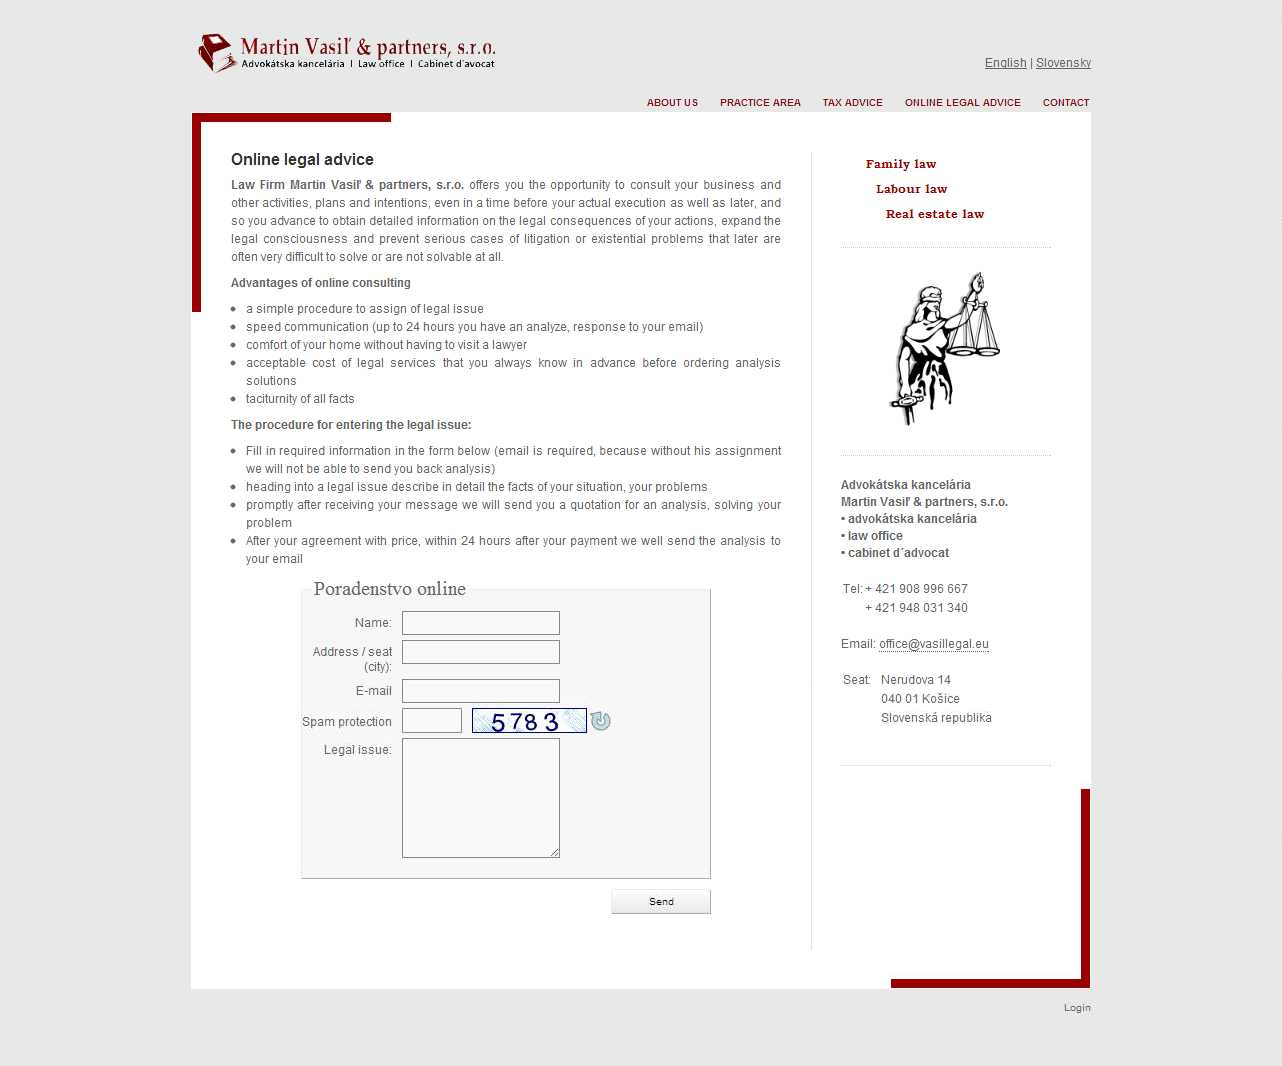 Martin Vasiľ & partners, s.r.o.
Advokátska kancelária I Law office I Cabinet d´avocat
English | Slovensky
ABOUT US PRACTICE AREA TAX ADVICE ONLINE LEGAL ADVICE CONTACT
Online legal advice
Law Firm Martin Vasiľ & partners, s.r.o. offers you the opportunity to consult your business and
other activities, plans and intentions, even in a time before your actual execution as well as later, and
so you advance to obtain detailed information on the legal consequences of your actions, expand the
legal consciousness and prevent serious cases of litigation or existential problems that later are
often very difficult to solve or are not solvable at all.
Advantages of online consulting
• a simple procedure to assign of legal issue
• speed communication (up to 24 hours you have an analyze, response to your email)
• comfort of your home without having to visit a lawyer
• acceptable cost of legal services that you always know in advance before ordering analysis
solutions
• taciturnity of all facts
The procedure for entering the legal issue:
• Fill in required information in the form below (email is required, because without his assignment
we will not be able to send you back analysis)
• heading into a legal issue describe in detail the facts of your situation, your problems
• promptly after receiving your message we will send you a quotation for an analysis, solving your
problem
• After your agreement with price, within 24 hours after your payment we well send the analysis to
your email
Poradenstvo online
Name:
Address / seat
(city):
E-mail
Spam protection 5783
Legal issue:
Send
Family law
Labour law
Real estate law
Advokátska kancelária
Martin Vasiľ & partners, s.r.o.
• advokátska kancelária
• law office
• cabinet d´advocat
Tel: + 421 908 996 667
+ 421 948 031 340
Email: office@vasillegal.eu
Seat: Nerudova 14
040 01 Košice
Slovenská republika
Login